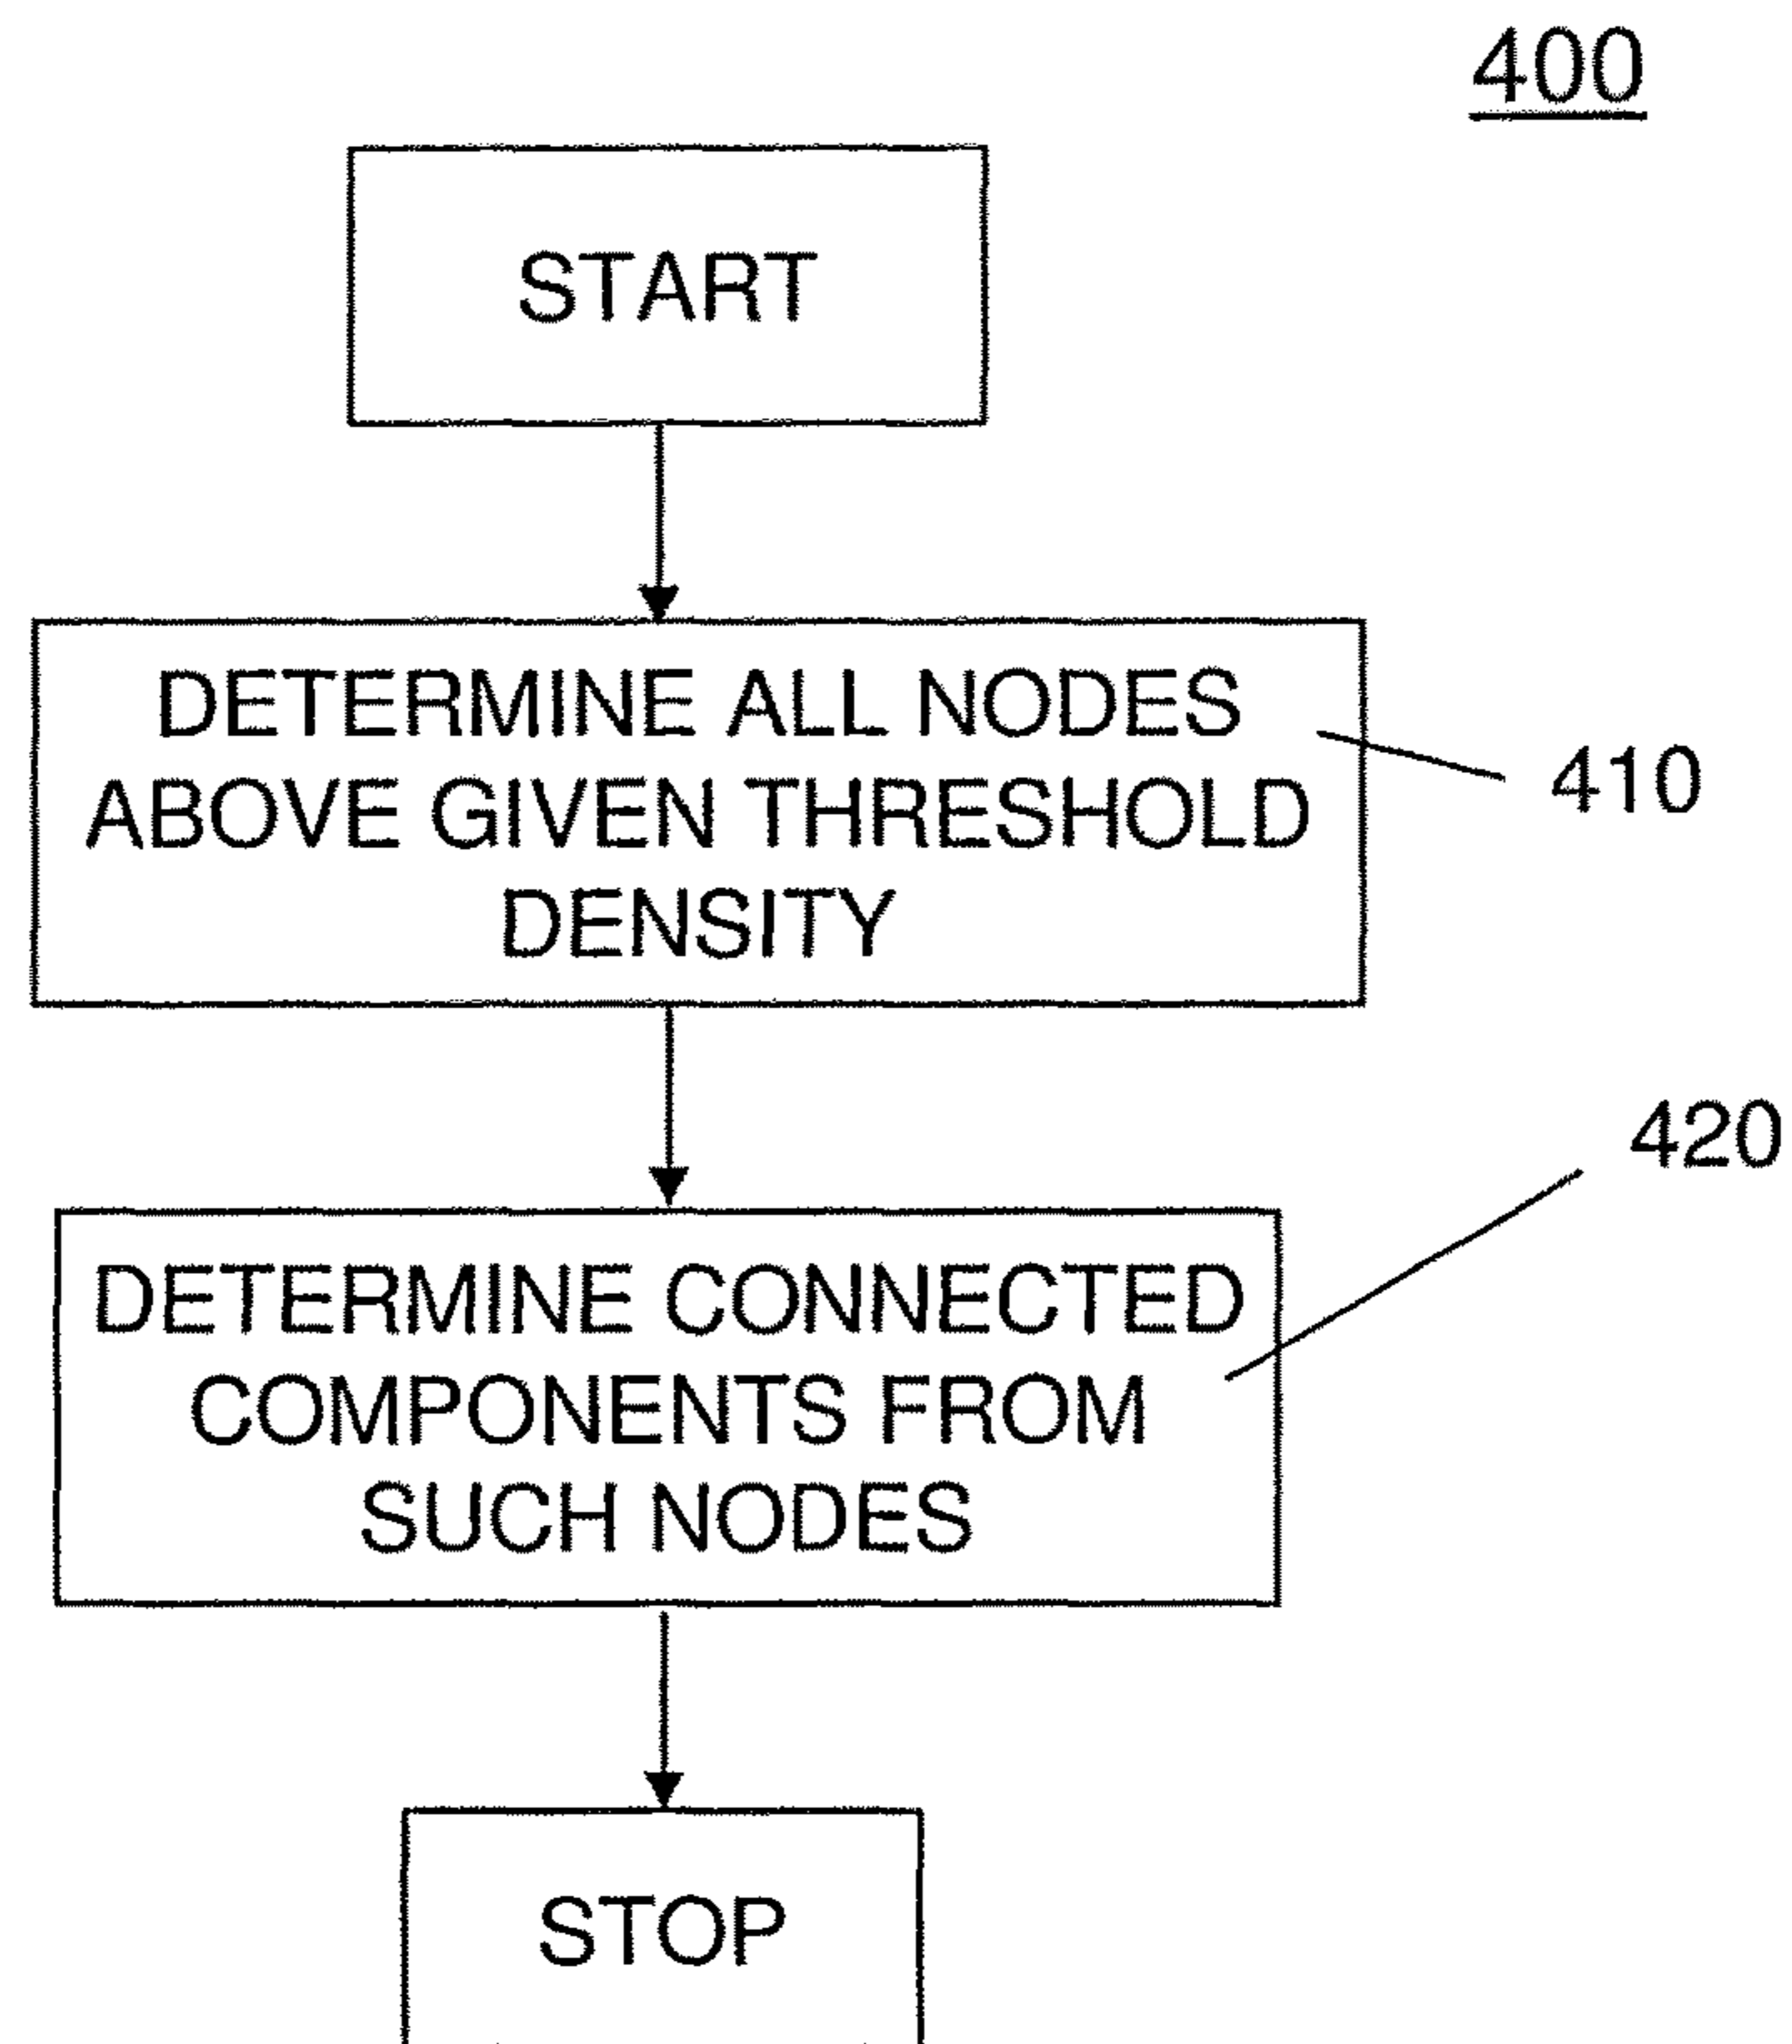 400
START
DETERMINE ALL NODES
ABOVE GIVEN THRESHOLD
DENSITY
410
420
DETERMINE CONNECTED
COMPONENTS FROM
SUCH NODES
STOP